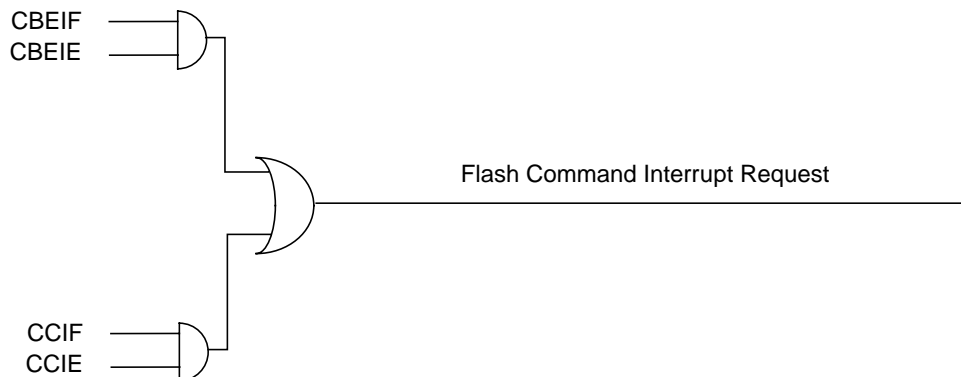 CBEIF
CBEIE
Flash Command Interrupt Request
CCIF
CCIE